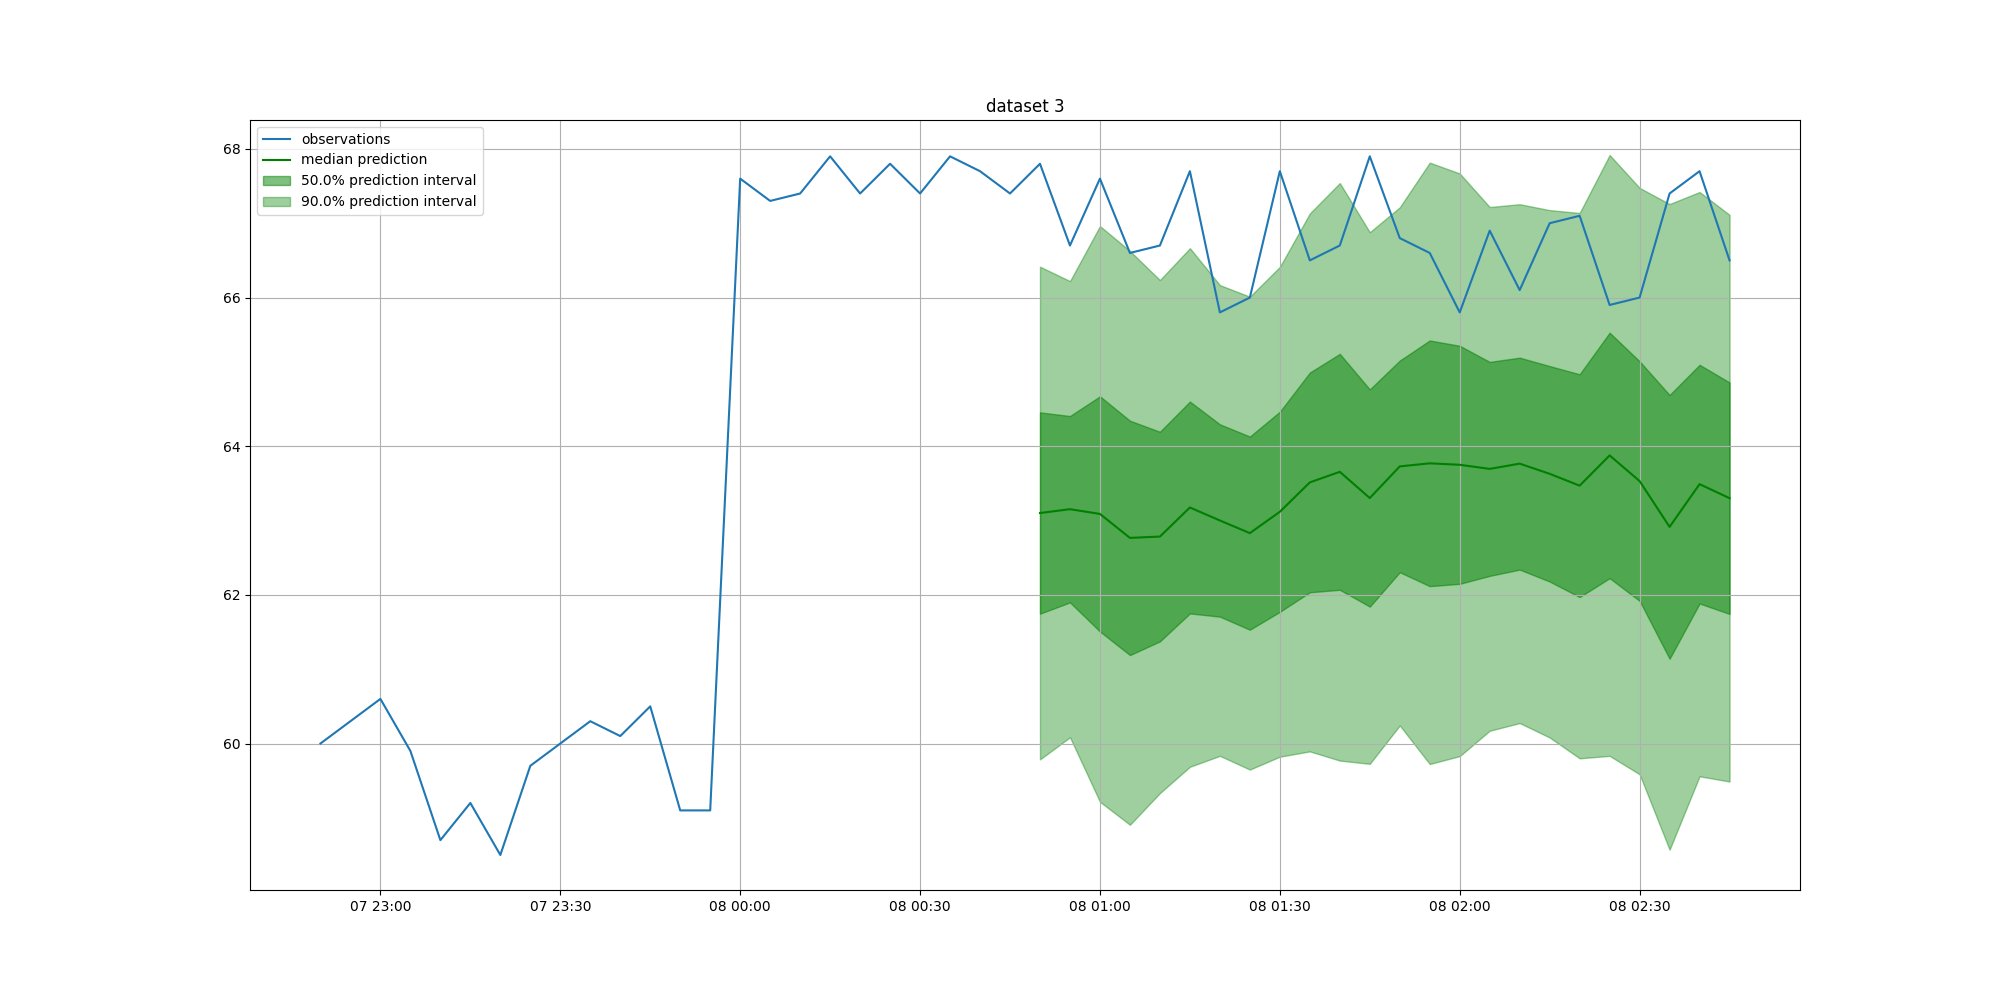 dataset 3
observations
median prediction
50.0% prediction interval
90.0% prediction interval
68
66
64
62
60
07 23:00
07 23:30
08 00:00
08 00:30
08 01:00
08 01:30
08 02:00
08 02:30